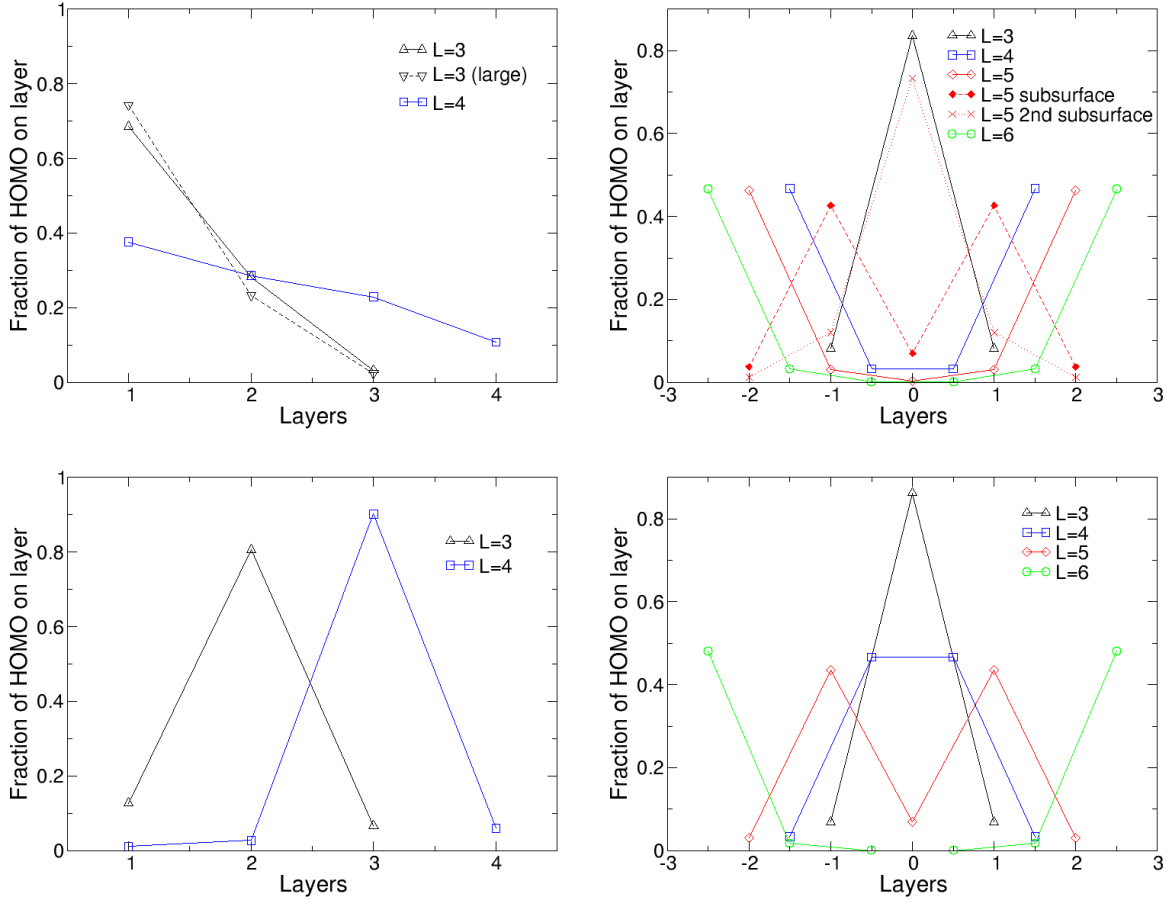 Fraction of HOMO on layer
1
0.8
0.6
0.4
0.2
0
1
2
3
4
Layers
L=3
L=3 (large)
L=4
Fraction of HOMO on layer
0.8
0.6
0.4
0.2
0
-3
-2
-1
0
1
2
3
Layers
L=3
L=4
L=5
L=5 subsurface
L=5 2nd subsurface
L=6
Fraction of HOMO on layer
1
0.8
0.6
0.4
0.2
0
1
2
3
4
Layers
L=3
L=4
Fraction of HOMO on layer
0.8
0.6
0.4
0.2
0
-3
-2
-1
0
1
2
3
Layers
L=3
L=4
L=5
L=6